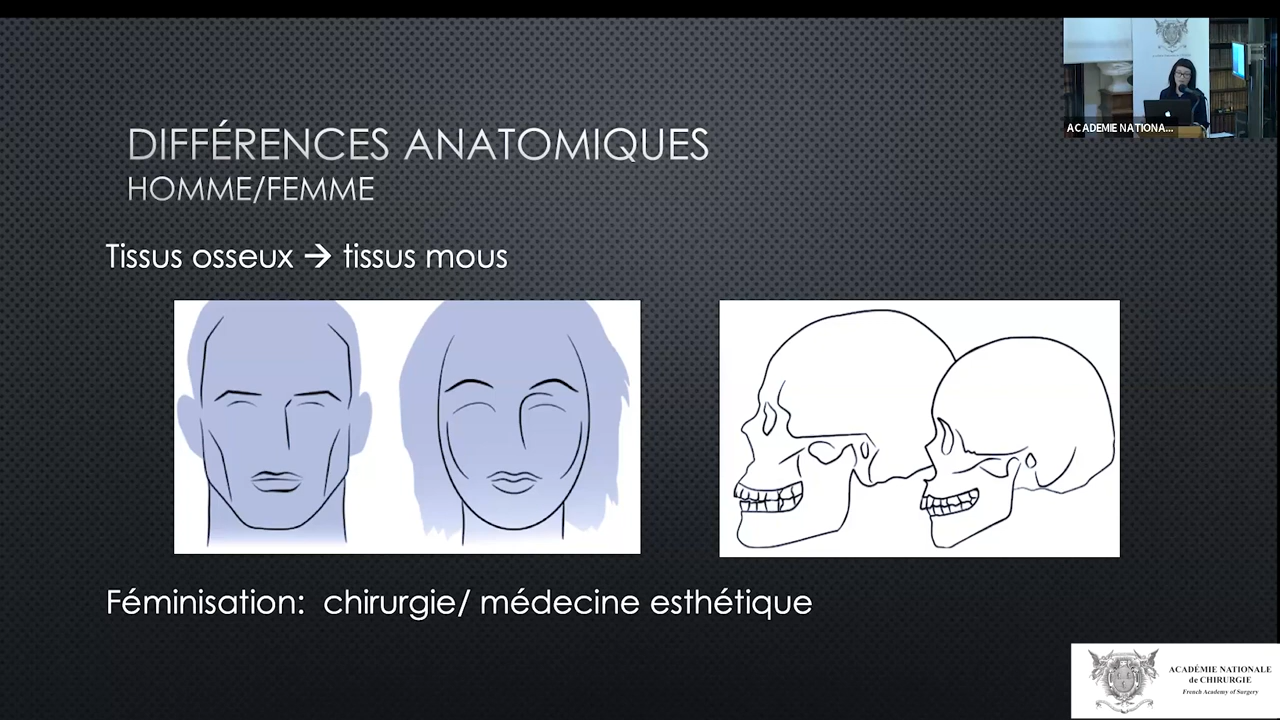 ACADEMIE NATIONA...
DIFFÉRENCES ANATOMIQUES
HOMME/FEMME
Tissus osseux → tissus mous
Féminisation: chirurgie/ médecine esthétique
ACADÉMIE NATIONALE
de CHIRURGIE
French Academy of Surgery